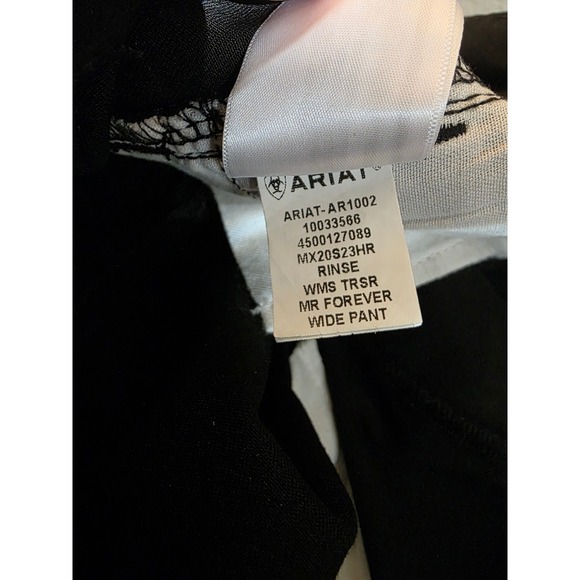 ARIAT
ARIAT-AR1002
10033566
4500127089
MX20S23HR
RINSE
WMS TRSR
MR FOREVER
WIDE PANT